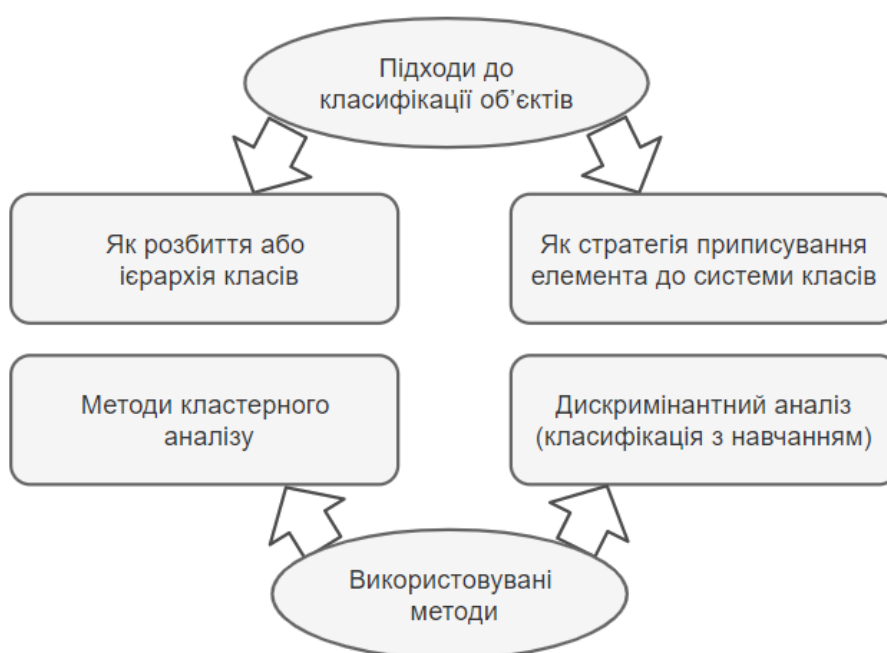 Підходи до
класифікації об’єктів
Як розбиття або
ієрархія класів
Як стратегія приписування
елемента до системи класів
Методи кластерного
аналізу
Дискримінантний аналіз
(класифікація з навчанням)
Використовувані
методи